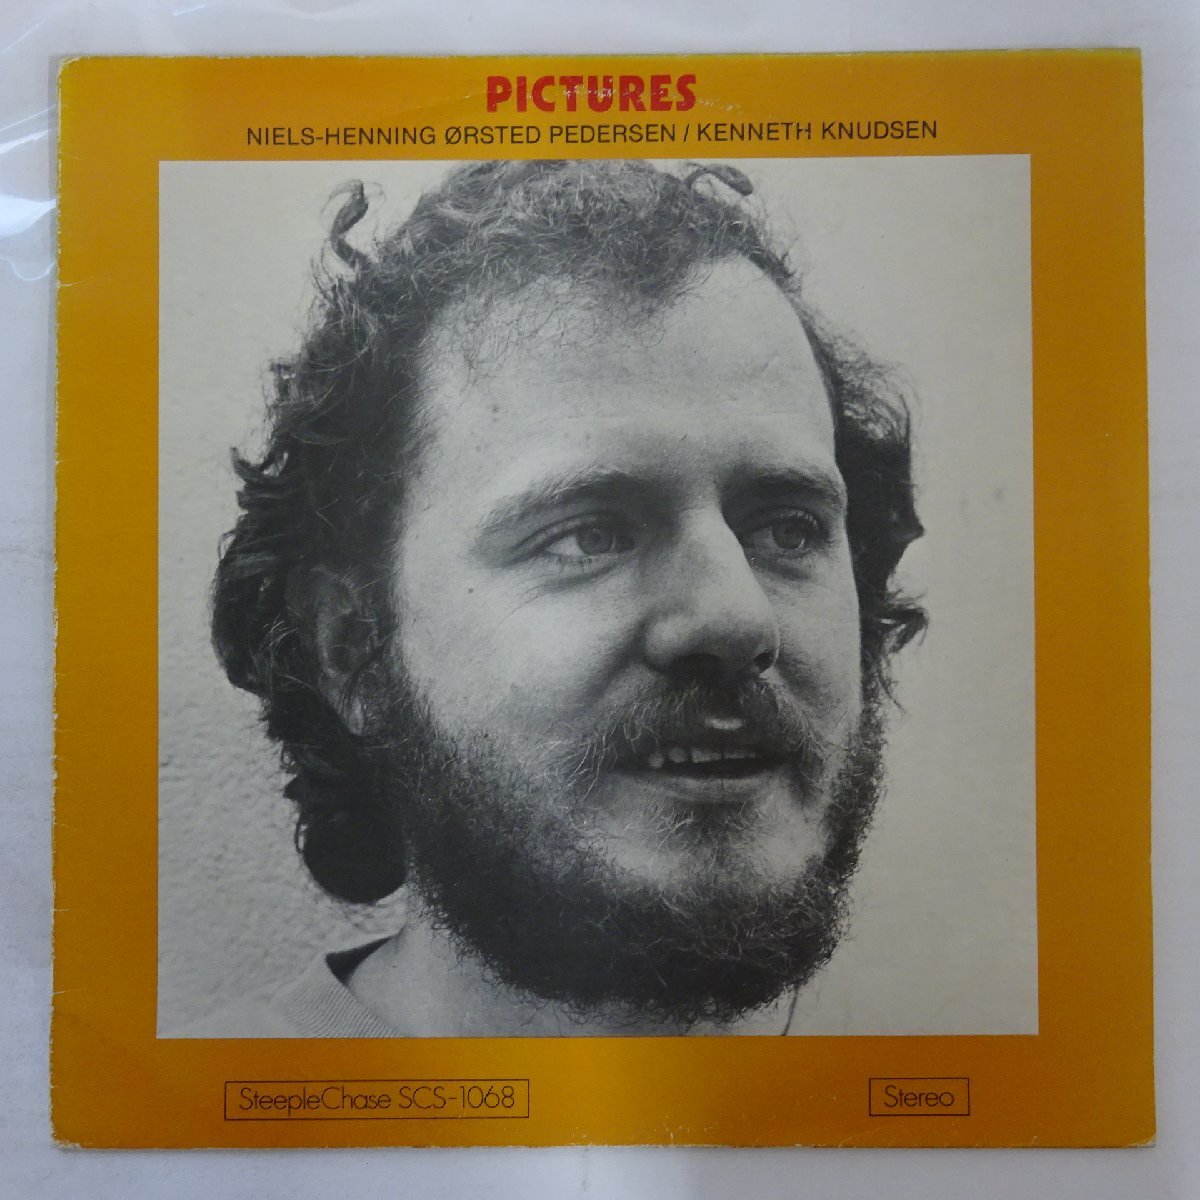 PICTURES
NIELS-HENNING ØRSTED PEDERSEN / KENNETH KNUDSEN
SteepleChase SCS-1068
Stereo